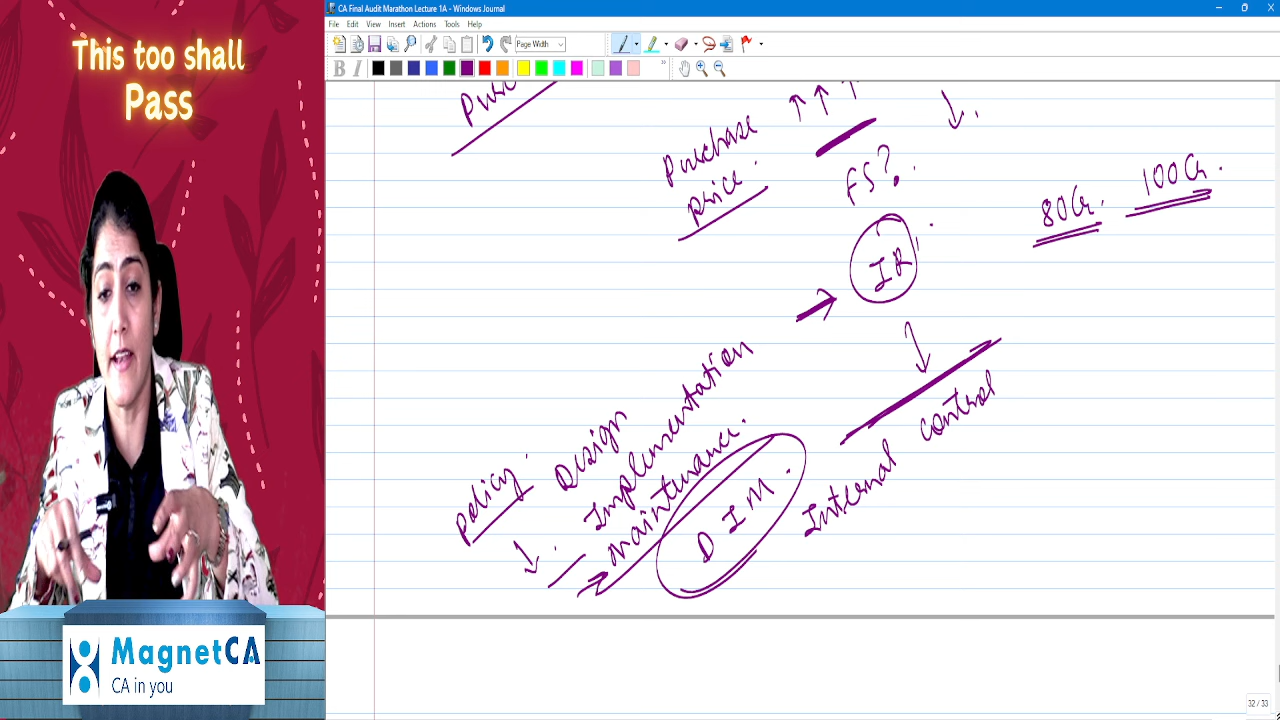 This too shall
Pass
CA Final Audit Marathon Lecture 1A - Windows Journal
File Edit View Insert Actions Tools Help
Page Width
B I
Purchase
price.
FS?
80Cr. 100Cr.
IR
Internal control
Policy
Design
Implementation
maintenance.
DIM
MagnetCA
CA in you
32 / 33